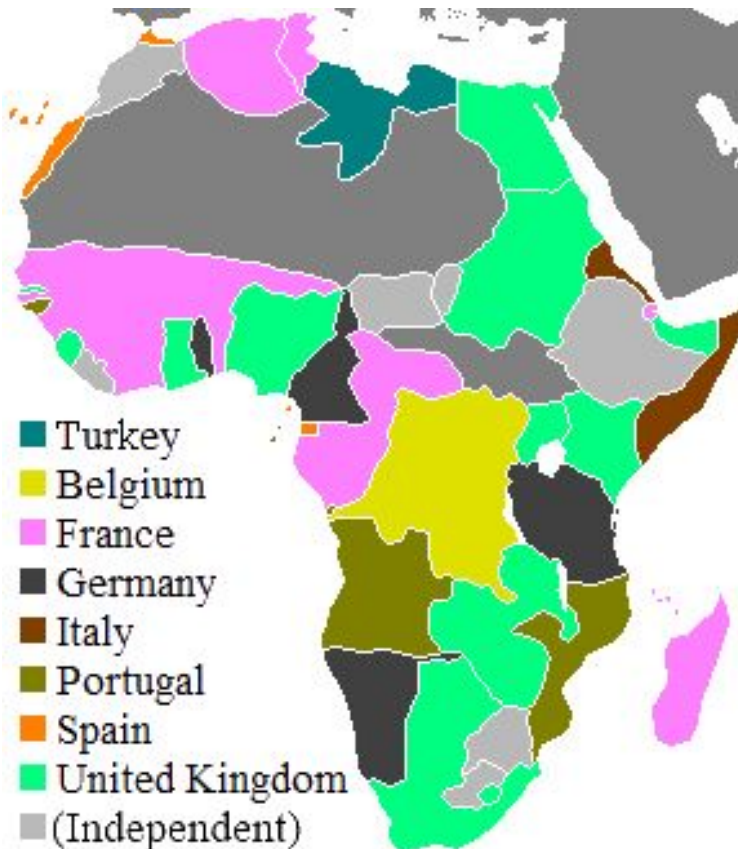 Turkey
Belgium
France
Germany
Italy
Portugal
Spain
United Kingdom
(Independent)